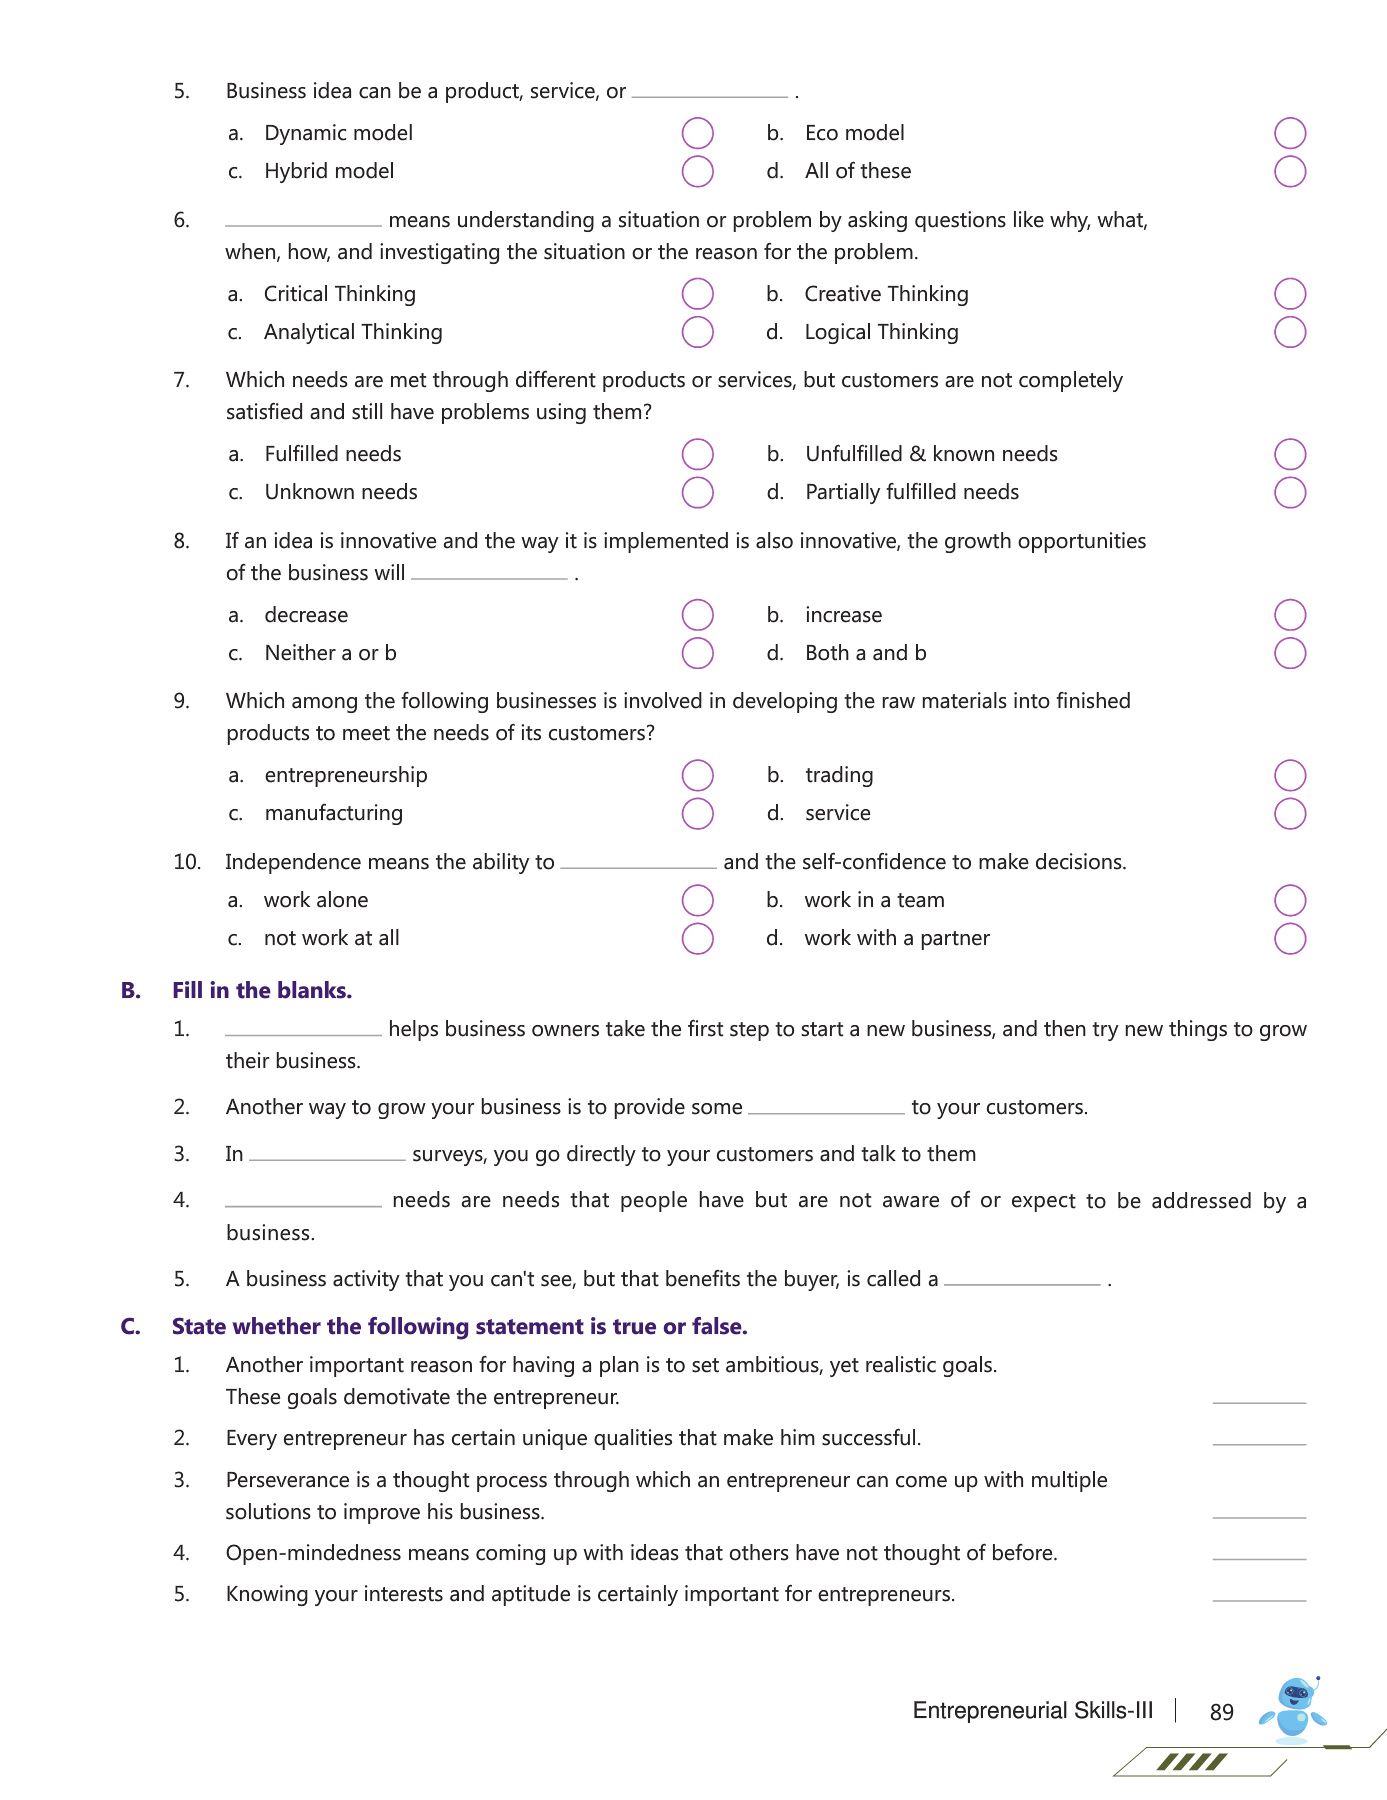 5. Business idea can be a product, service, or ______________ .
a. Dynamic model b. Eco model
c. Hybrid model d. All of these
6. ______________ means understanding a situation or problem by asking questions like why, what,
when, how, and investigating the situation or the reason for the problem.
a. Critical Thinking b. Creative Thinking
c. Analytical Thinking d. Logical Thinking
7. Which needs are met through different products or services, but customers are not completely
satisfied and still have problems using them?
a. Fulfilled needs b. Unfulfilled & known needs
c. Unknown needs d. Partially fulfilled needs
8. If an idea is innovative and the way it is implemented is also innovative, the growth opportunities
of the business will ______________ .
a. decrease b. increase
c. Neither a or b d. Both a and b
9. Which among the following businesses is involved in developing the raw materials into finished
products to meet the needs of its customers?
a. entrepreneurship b. trading
c. manufacturing d. service
10. Independence means the ability to ______________ and the self-confidence to make decisions.
a. work alone b. work in a team
c. not work at all d. work with a partner
B. Fill in the blanks.
1. ______________ helps business owners take the first step to start a new business, and then try new things to grow
their business.
2. Another way to grow your business is to provide some ______________ to your customers.
3. In ______________ surveys, you go directly to your customers and talk to them
4. ______________ needs are needs that people have but are not aware of or expect to be addressed by a
business.
5. A business activity that you can't see, but that benefits the buyer, is called a ______________ .
C. State whether the following statement is true or false.
1. Another important reason for having a plan is to set ambitious, yet realistic goals.
These goals demotivate the entrepreneur. ________
2. Every entrepreneur has certain unique qualities that make him successful. ________
3. Perseverance is a thought process through which an entrepreneur can come up with multiple
solutions to improve his business. ________
4. Open-mindedness means coming up with ideas that others have not thought of before. ________
5. Knowing your interests and aptitude is certainly important for entrepreneurs. ________
Entrepreneurial Skills-III 89